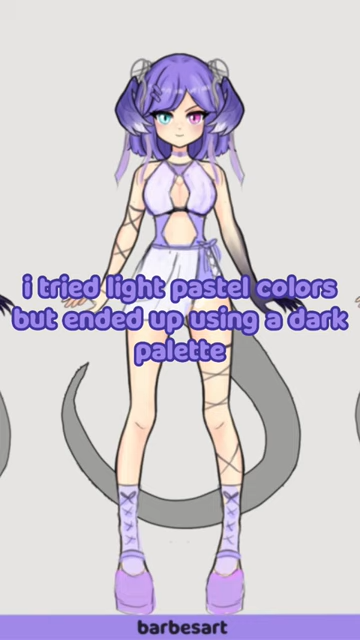 i tried light pastel colors
but ended up using a dark
palette
barbesart